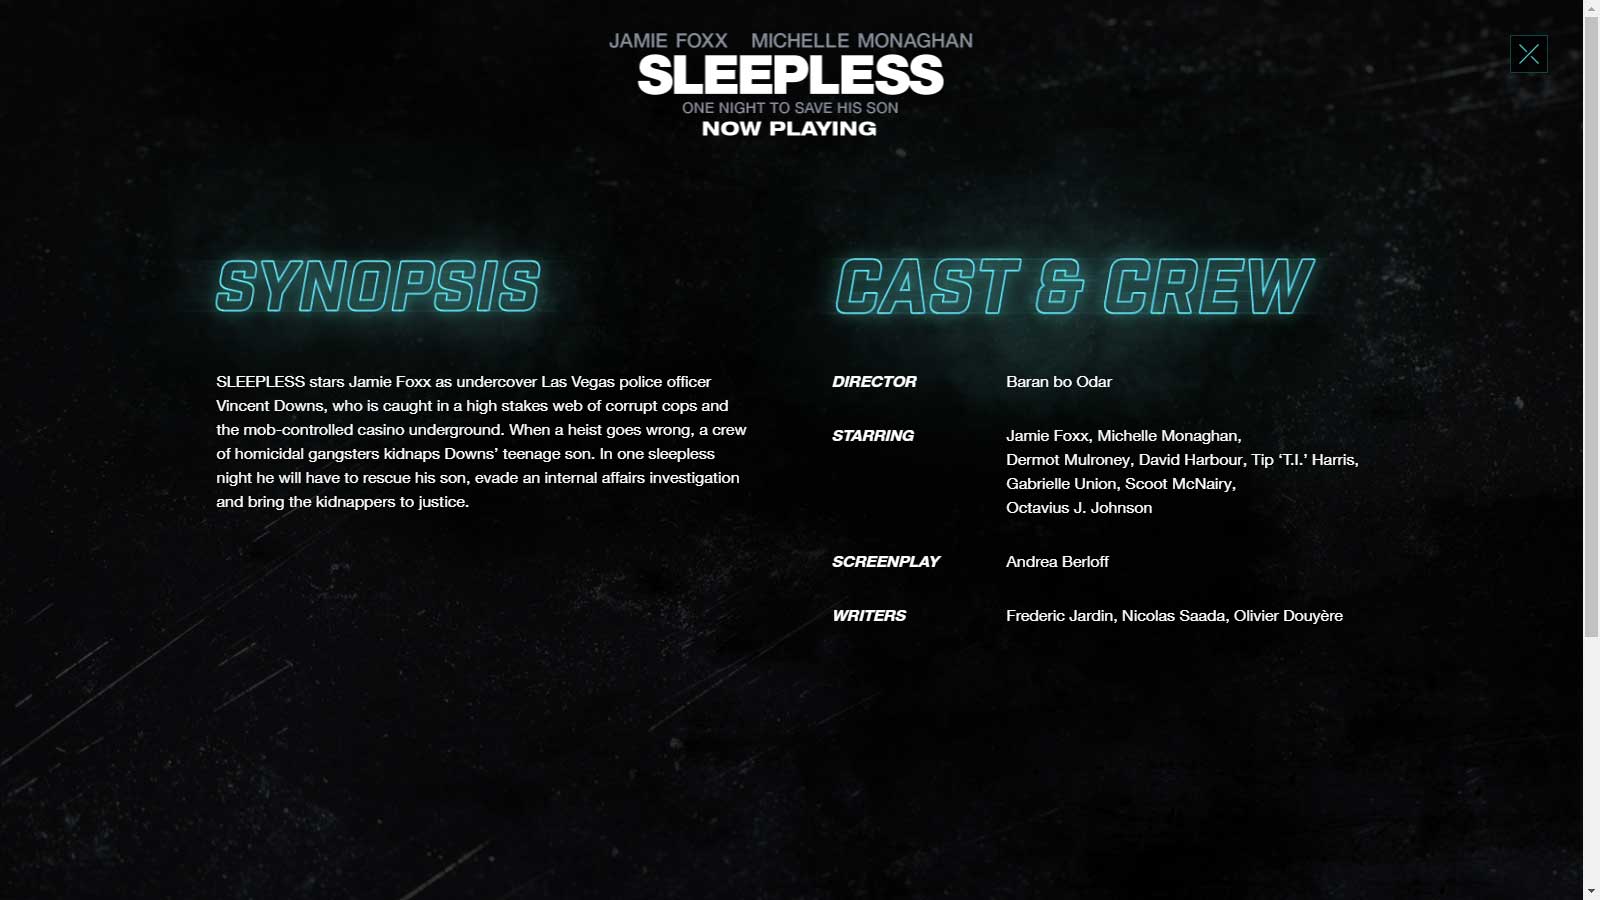 JAMIE FOXX MICHELLE MONAGHAN
SLEEPLESS
ONE NIGHT TO SAVE HIS SON
NOW PLAYING
SYNOPSIS
SLEEPLESS stars Jamie Foxx as undercover Las Vegas police officer
Vincent Downs, who is caught in a high stakes web of corrupt cops and
the mob-controlled casino underground. When a heist goes wrong, a crew
of homicidal gangsters kidnaps Downs’ teenage son. In one sleepless
night he will have to rescue his son, evade an internal affairs investigation
and bring the kidnappers to justice.
CAST & CREW
DIRECTOR Baran bo Odar
STARRING Jamie Foxx, Michelle Monaghan,
Dermot Mulroney, David Harbour, Tip ‘T.I.’ Harris,
Gabrielle Union, Scoot McNairy,
Octavius J. Johnson
SCREENPLAY Andrea Berloff
WRITERS Frederic Jardin, Nicolas Saada, Olivier Douyère